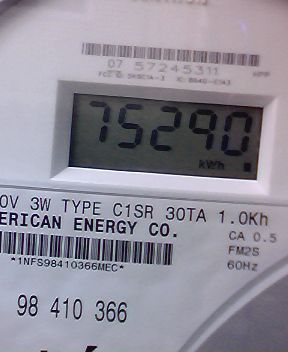 07 57245311
75290
kWh
0V 3W TYPE C1SR 30TA 1.0Kh
ERICAN ENERGY CO.
CA 0.5
FM2S
*1NFS98410366MEC*
60Hz
98 410 366